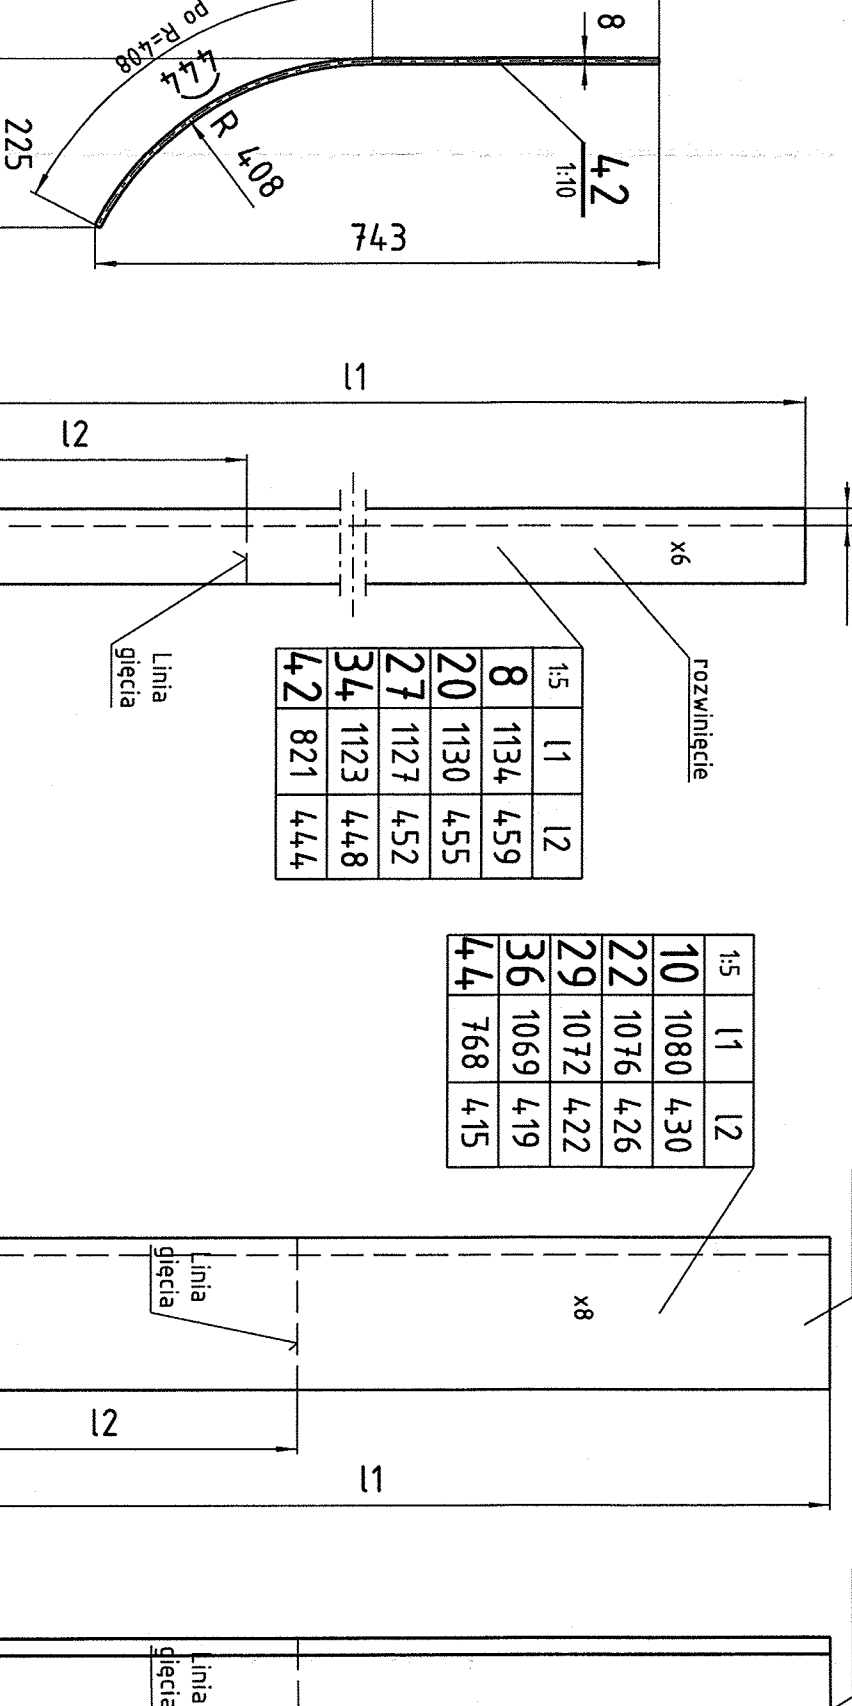 po R=408
444
R 408
225
8
42
1:10
743
l1
l2
x6
rozwinięcie
Linia
gięcia
1:5 l1 l2
8 1134 459
20 1130 455
27 1127 452
34 1123 448
42 821 444
1:5 l1 l2
10 1080 430
22 1076 426
29 1072 422
36 1069 419
44 768 415
Linia
gięcia
x8
l2
l1
Linia
gięcia